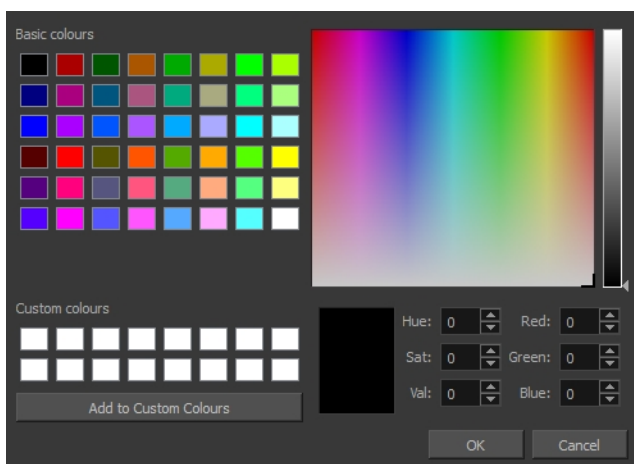 Basic colours
Custom colours
Add to Custom Colours
Hue: 0 Red: 0
Sat: 0 Green: 0
Val: 0 Blue: 0
OK Cancel